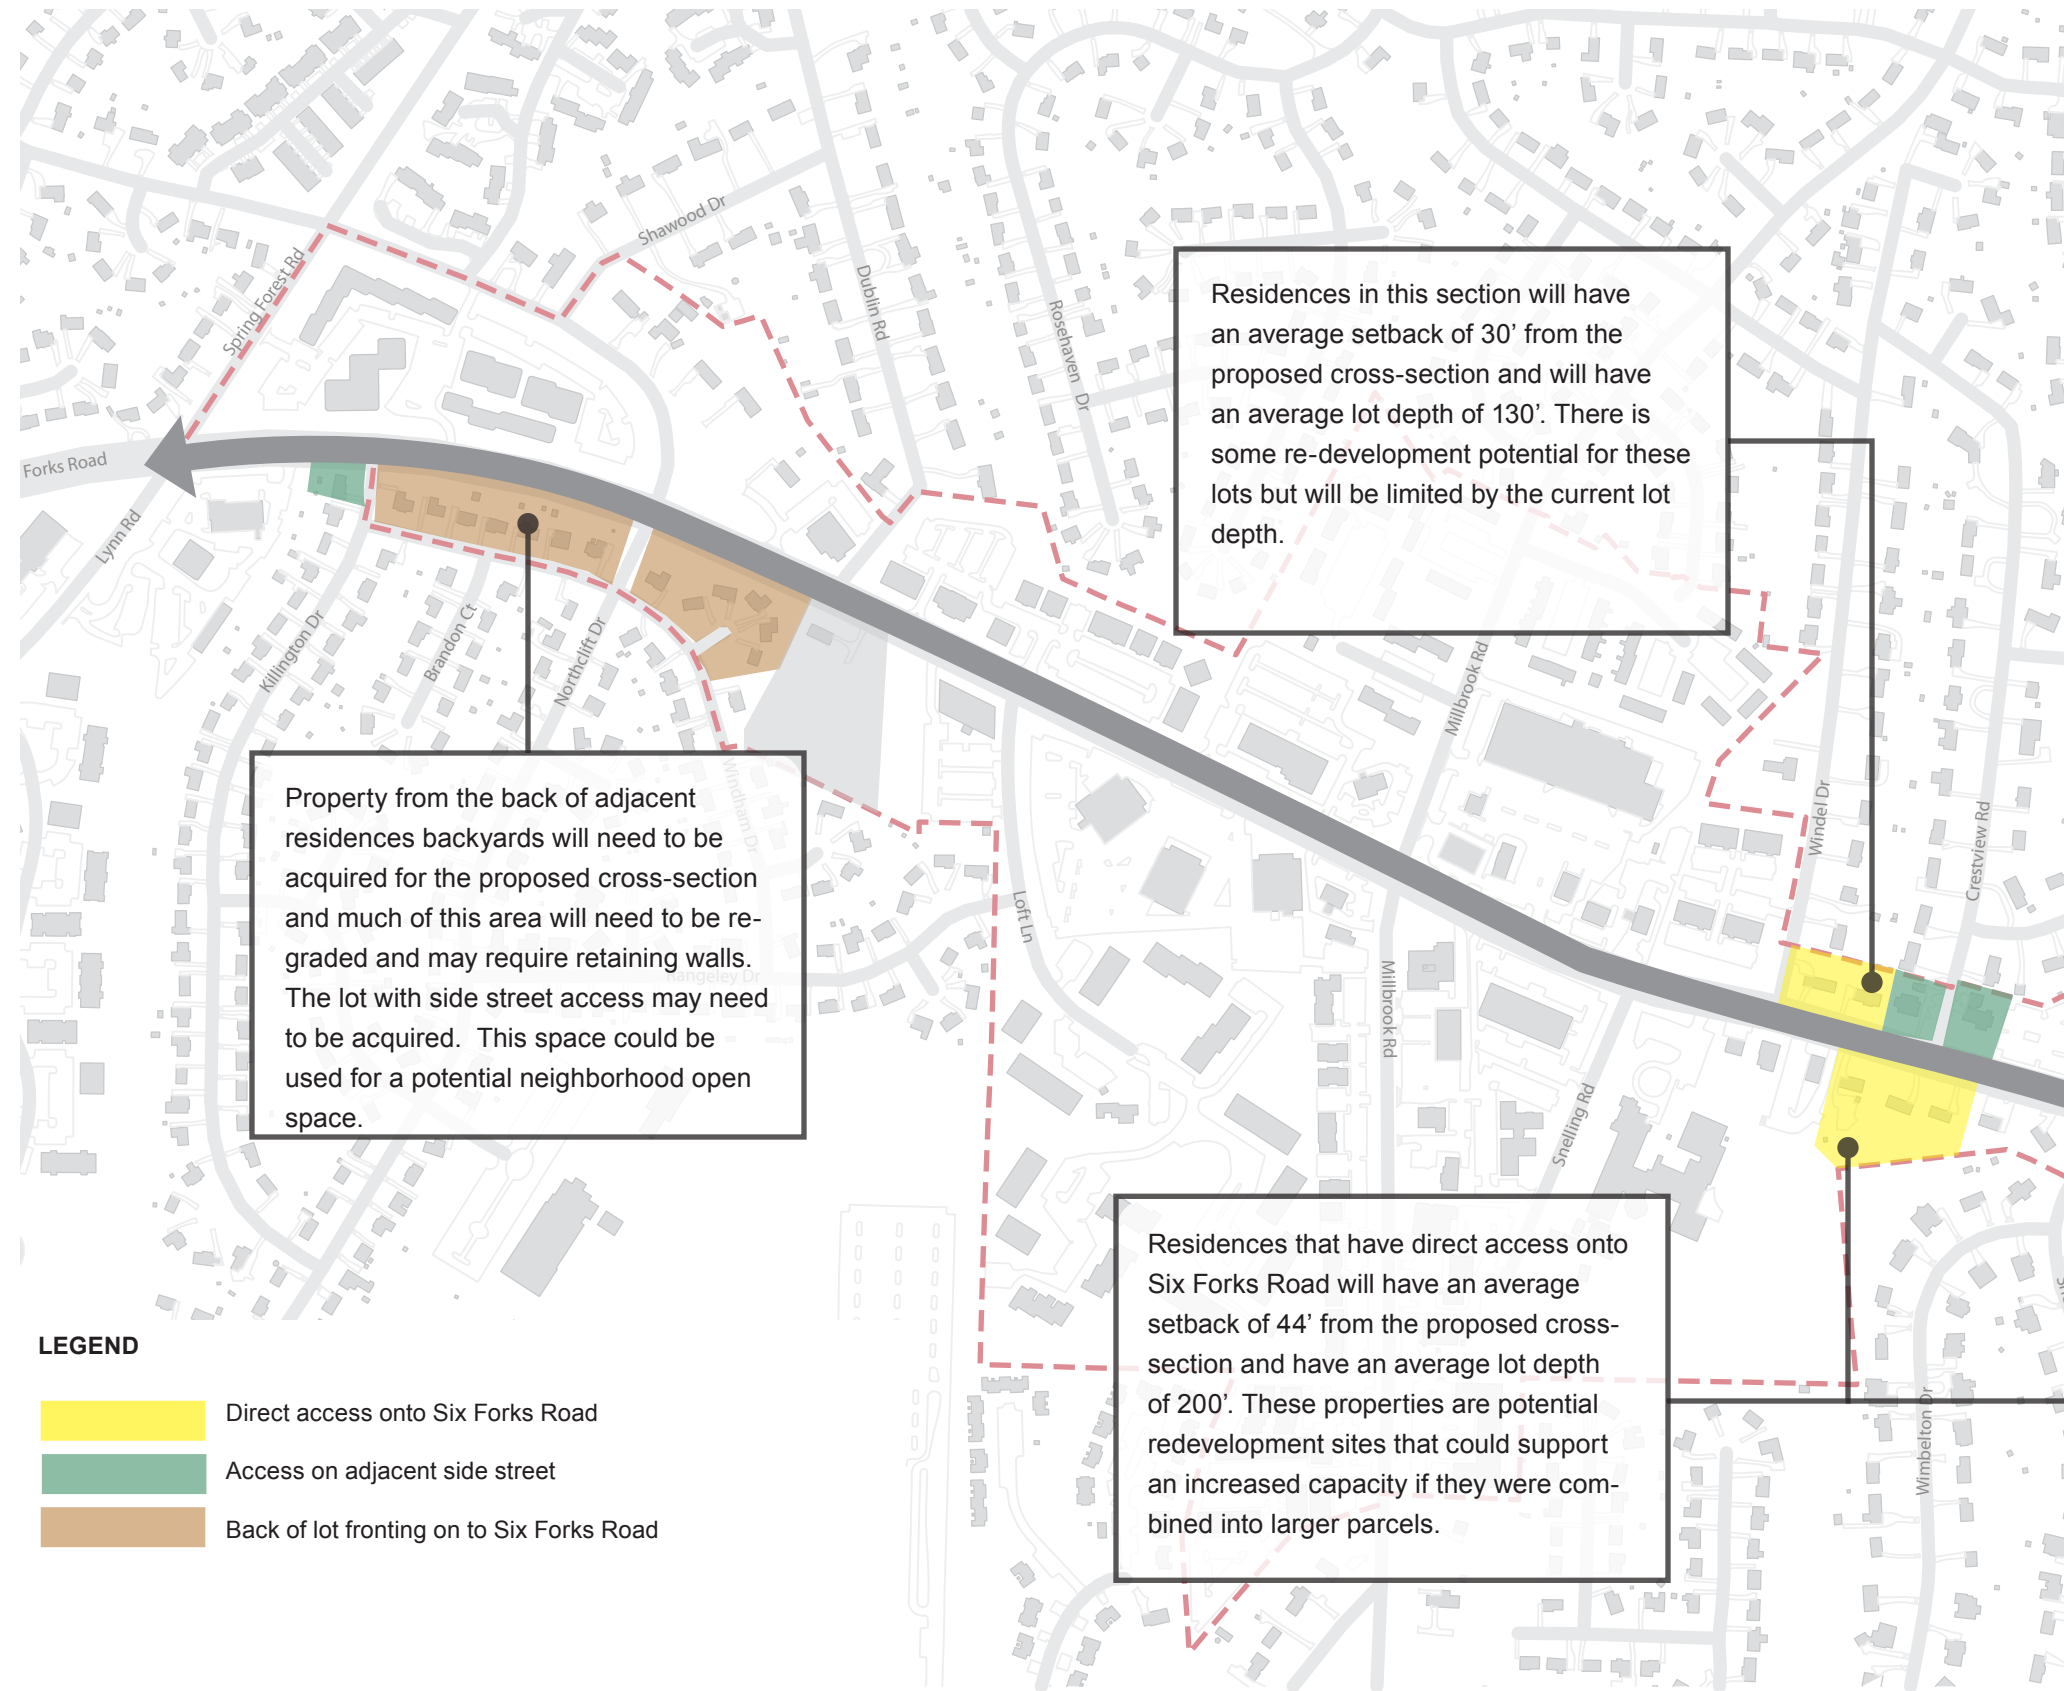 Shawood Dr
Spring Forest Rd
Dublin Rd
Rosehaven Dr
Forks Road
Lynn Rd
Killington Dr
Brandon Ct
Northclift Dr
Windham Dr
Rangeley Dr
Loft Ln
Millbrook Rd
Millbrook Rd
Snelling Rd
Windel Dr
Crestview Rd
Wimbelton Dr
Residences in this section will have
an average setback of 30’ from the
proposed cross-section and will have
an average lot depth of 130’. There is
some re-development potential for these
lots but will be limited by the current lot
depth.
Property from the back of adjacent
residences backyards will need to be
acquired for the proposed cross-section
and much of this area will need to be re-
graded and may require retaining walls.
The lot with side street access may need
to be acquired.  This space could be
used for a potential neighborhood open
space.
Residences that have direct access onto
Six Forks Road will have an average
setback of 44’ from the proposed cross-
section and have an average lot depth
of 200’. These properties are potential
redevelopment sites that could support
an increased capacity if they were com-
bined into larger parcels.
LEGEND
Direct access onto Six Forks Road
Access on adjacent side street
Back of lot fronting on to Six Forks Road